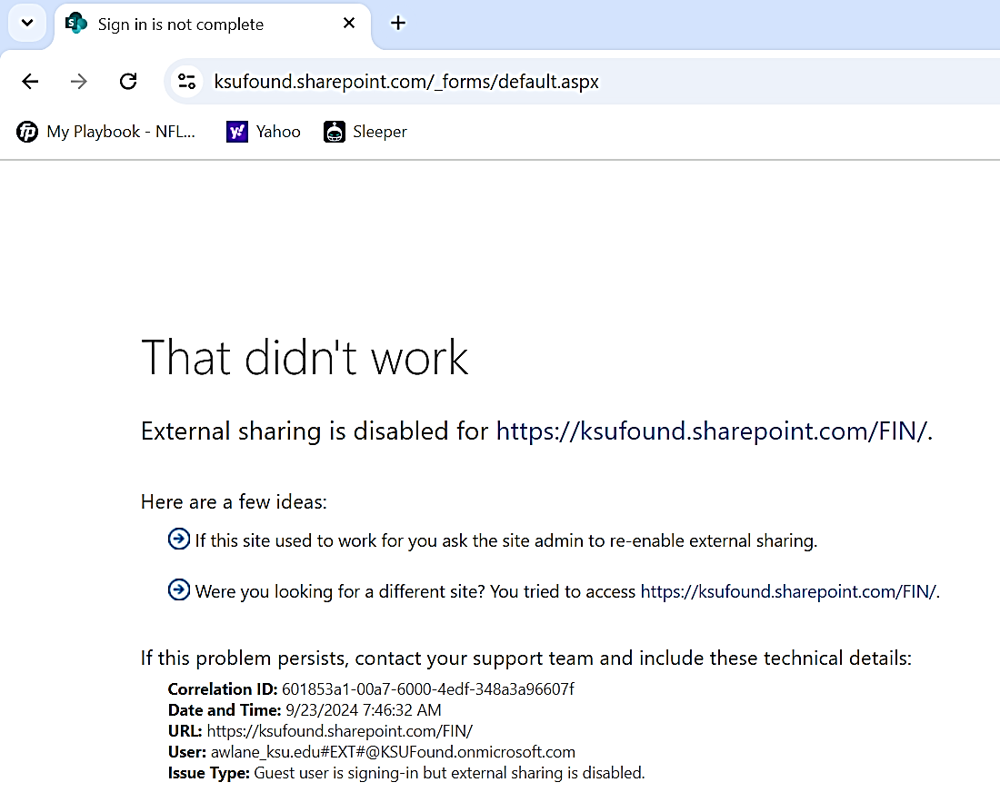 Sign in is not complete
ksufound.sharepoint.com/_forms/default.aspx
fp My Playbook - NFL... y! Yahoo Sleeper
That didn't work
External sharing is disabled for https://ksufound.sharepoint.com/FIN/.
Here are a few ideas:
If this site used to work for you ask the site admin to re-enable external sharing.
Were you looking for a different site? You tried to access https://ksufound.sharepoint.com/FIN/.
If this problem persists, contact your support team and include these technical details:
Correlation ID: 601853a1-00a7-6000-4edf-348a3a96607f
Date and Time: 9/23/2024 7:46:32 AM
URL: https://ksufound.sharepoint.com/FIN/
User: awlane_ksu.edu#EXT#@KSUFound.onmicrosoft.com
Issue Type: Guest user is signing-in but external sharing is disabled.